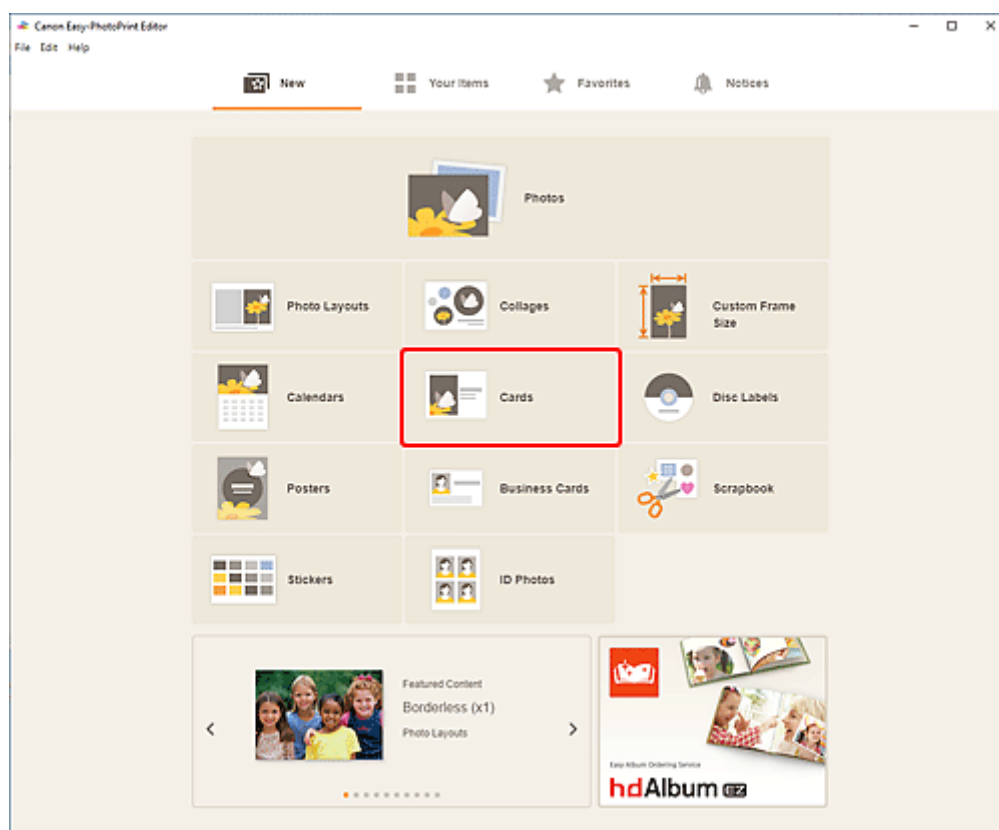 Canon Easy-PhotoPrint Editor
File Edit Help
New
Your Items
Favorites
Notices
Photos
Photo Layouts
Collages
Custom Frame
Size
Calendars
Cards
Disc Labels
Posters
Business Cards
Scrapbook
Stickers
ID Photos
Featured Content
Borderless (x1)
Photo Layouts
Easy Album Ordering Service
hdAlbum EZ